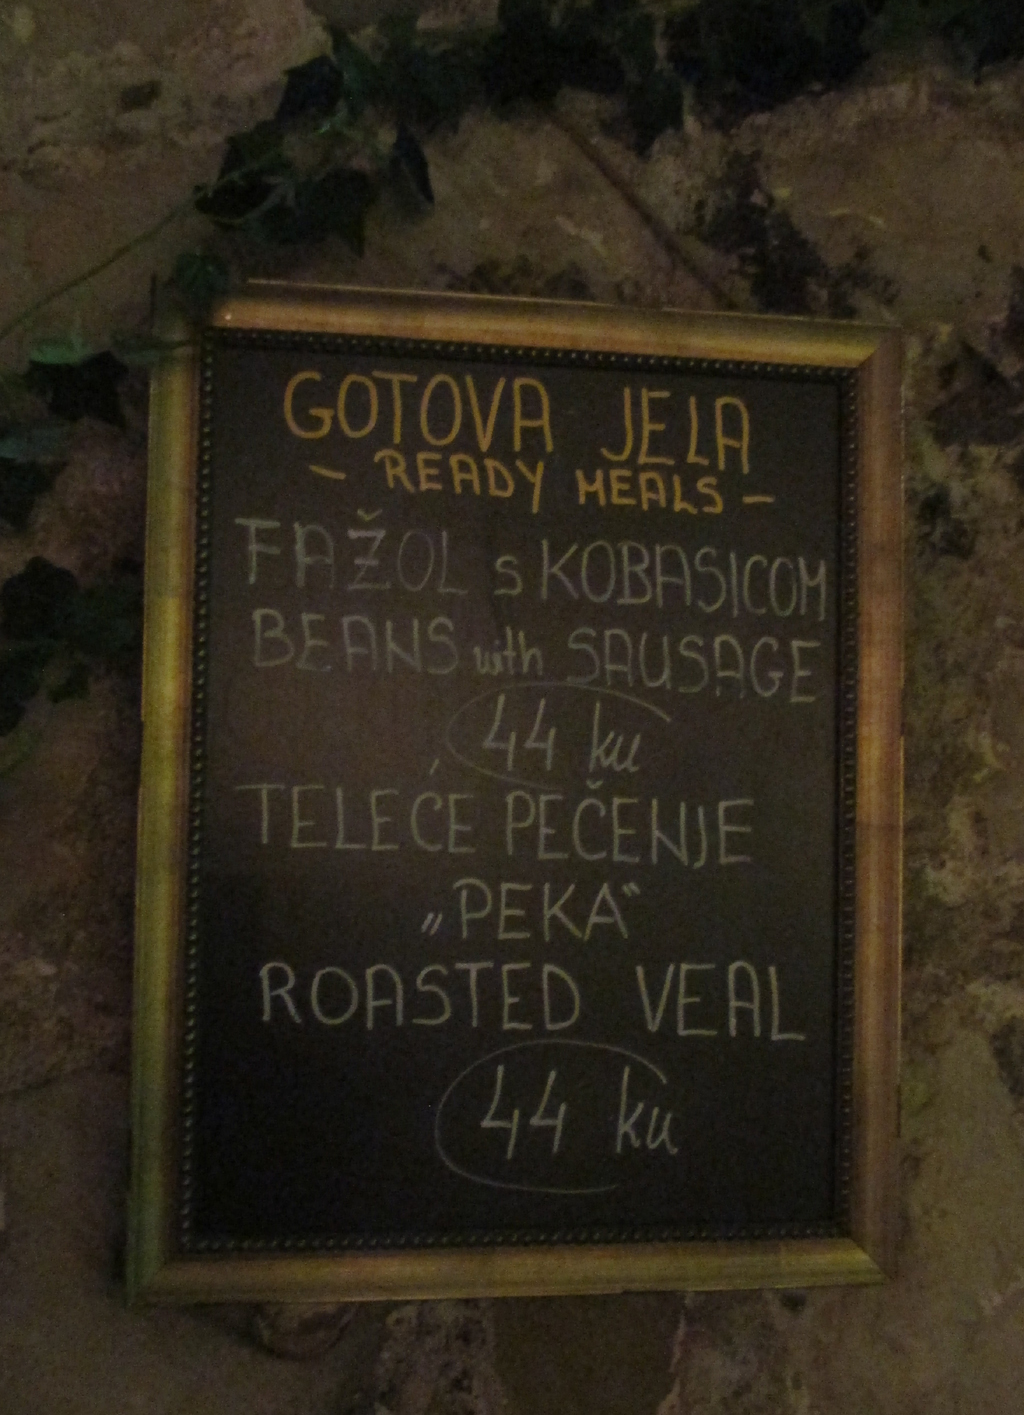 GOTOVA JELA
- READY MEALS -
FAŽOL s KOBASICOM
BEANS with SAUSAGE
44 ku
TELEĆE PEČENJE
„PEKA“
ROASTED VEAL
44 ku